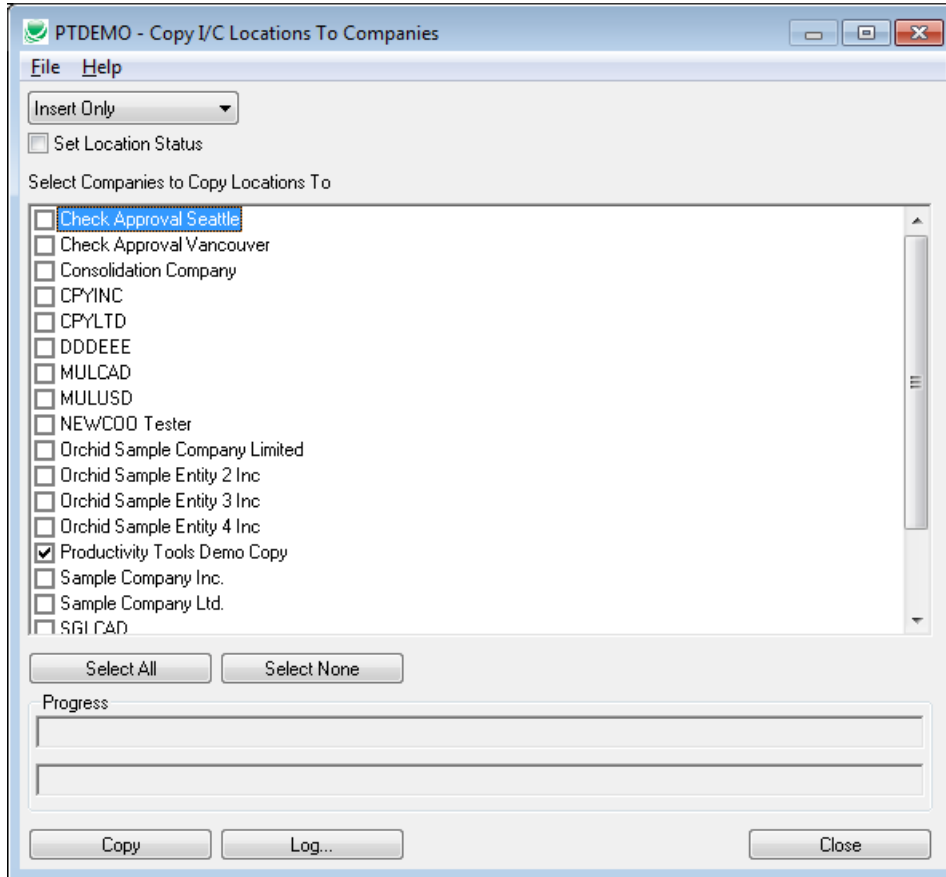 PTDEMO - Copy I/C Locations To Companies
File Help
Insert Only
Set Location Status
Select Companies to Copy Locations To
Check Approval Seattle
Check Approval Vancouver
Consolidation Company
CPYINC
CPYLTD
DDDEEE
MULCAD
MULUSD
NEWCOO Tester
Orchid Sample Company Limited
Orchid Sample Entity 2 Inc
Orchid Sample Entity 3 Inc
Orchid Sample Entity 4 Inc
Productivity Tools Demo Copy
Sample Company Inc.
Sample Company Ltd.
SGLCAD
Select All Select None
Progress
Copy Log... Close